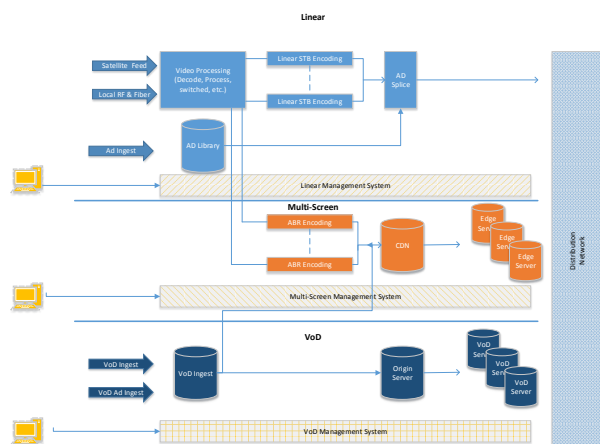 Linear
Satellite Feed
Local RF & Fiber
Ad Ingest
Video Processing
(Decode, Process,
switched, etc.)
Linear STB Encoding
Linear STB Encoding
AD
Splice
AD Library
Linear Management System
Multi-Screen
ABR Encoding
ABR Encoding
CDN
Edge
Server
Edge
Server
Edge
Server
Multi-Screen Management System
Distribution
Network
VoD
VoD Ingest
VoD Ad Ingest
VoD Ingest
Origin
Server
VoD
Server
VoD
Server
VoD
Server
VoD Management System